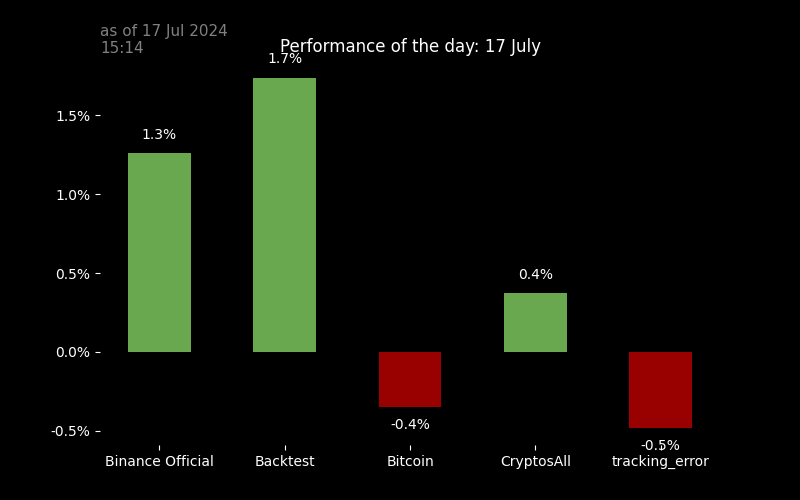 as of 17 Jul 2024
15:14
Performance of the day: 17 July
1.7%
1.5%
1.3%
1.0%
0.5%
0.4%
0.0%
-0.4%
-0.5%
-0.5%
Binance Official
Backtest
Bitcoin
CryptosAll
tracking_error